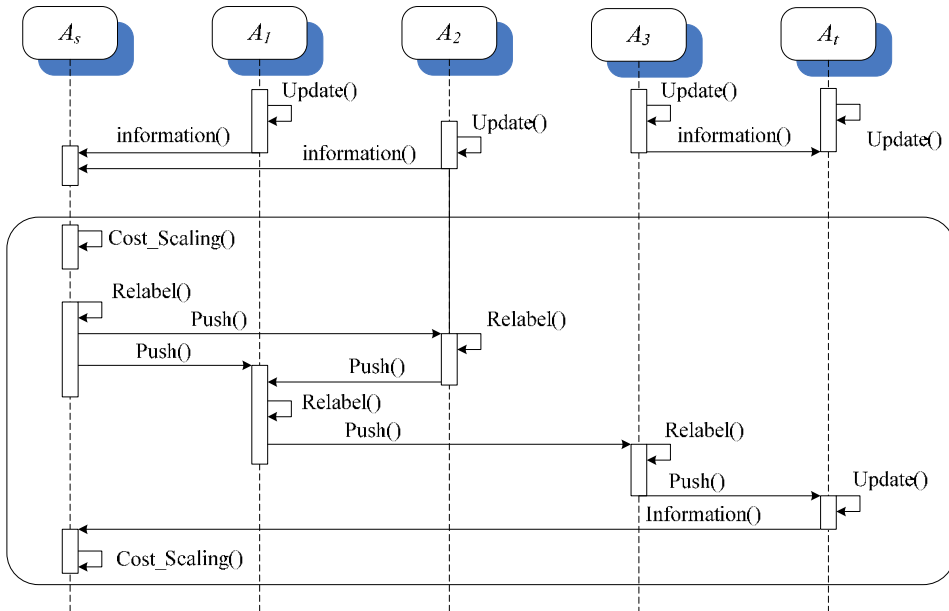 As A1 A2 A3 At
Update()
Update()
Update()
Update()
information()
information()
information()
Cost_Scaling()
Relabel()
Push()
Relabel()
Push()
Push()
Relabel()
Push()
Relabel()
Push()
Update()
Information()
Cost_Scaling()